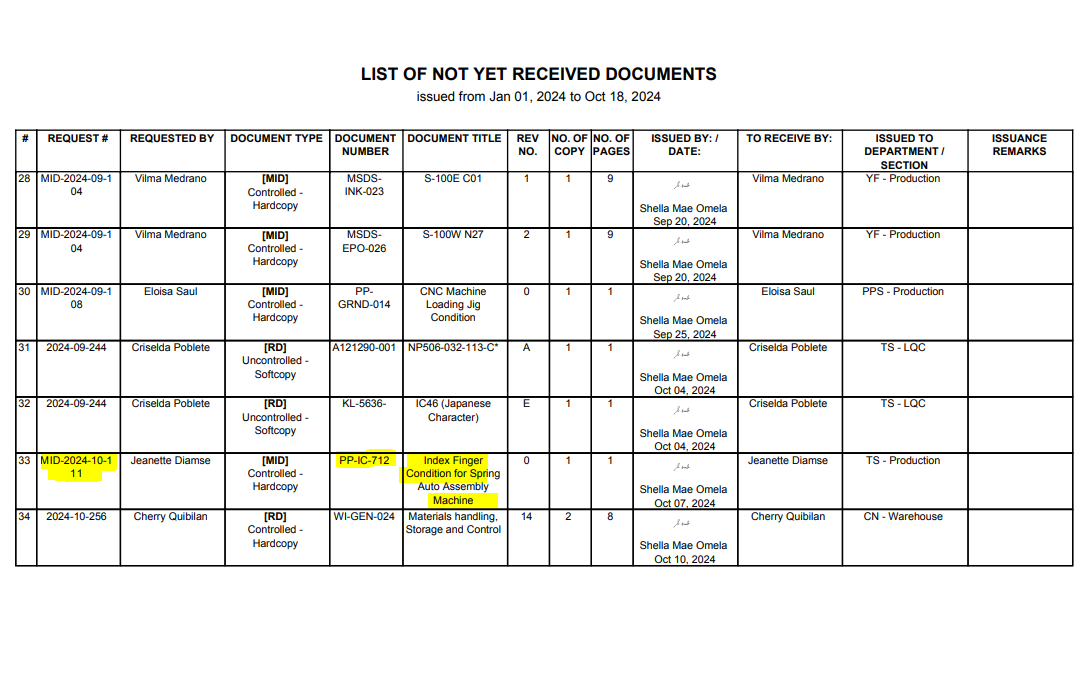 LIST OF NOT YET RECEIVED DOCUMENTS
issued from Jan 01, 2024 to Oct 18, 2024
# REQUEST # REQUESTED BY DOCUMENT TYPE DOCUMENT NUMBER DOCUMENT TITLE REV NO. NO. OF COPY NO. OF PAGES ISSUED BY: / DATE: TO RECEIVE BY: ISSUED TO DEPARTMENT / SECTION ISSUANCE REMARKS
28 MID-2024-09-104 Vilma Medrano [MID] Controlled - Hardcopy MSDS-INK-023 S-100E C01 1 1 9 Shella Mae Omela Sep 20, 2024 Vilma Medrano YF - Production
29 MID-2024-09-104 Vilma Medrano [MID] Controlled - Hardcopy MSDS-EPO-026 S-100W N27 2 1 9 Shella Mae Omela Sep 20, 2024 Vilma Medrano YF - Production
30 MID-2024-09-108 Eloisa Saul [MID] Controlled - Hardcopy PP-GRND-014 CNC Machine Loading Jig Condition 0 1 1 Shella Mae Omela Sep 25, 2024 Eloisa Saul PPS - Production
31 2024-09-244 Criselda Poblete [RD] Uncontrolled - Softcopy A121290-001 NP506-032-113-C* A 1 1 Shella Mae Omela Oct 04, 2024 Criselda Poblete TS - LQC
32 2024-09-244 Criselda Poblete [RD] Uncontrolled - Softcopy KL-5636- IC46 (Japanese Character) E 1 1 Shella Mae Omela Oct 04, 2024 Criselda Poblete TS - LQC
33 MID-2024-10-111 Jeanette Diamse [MID] Controlled - Hardcopy PP-IC-712 Index Finger Condition for Spring Auto Assembly Machine 0 1 1 Shella Mae Omela Oct 07, 2024 Jeanette Diamse TS - Production
34 2024-10-256 Cherry Quibilan [RD] Controlled - Hardcopy WI-GEN-024 Materials handling, Storage and Control 14 2 8 Shella Mae Omela Oct 10, 2024 Cherry Quibilan CN - Warehouse